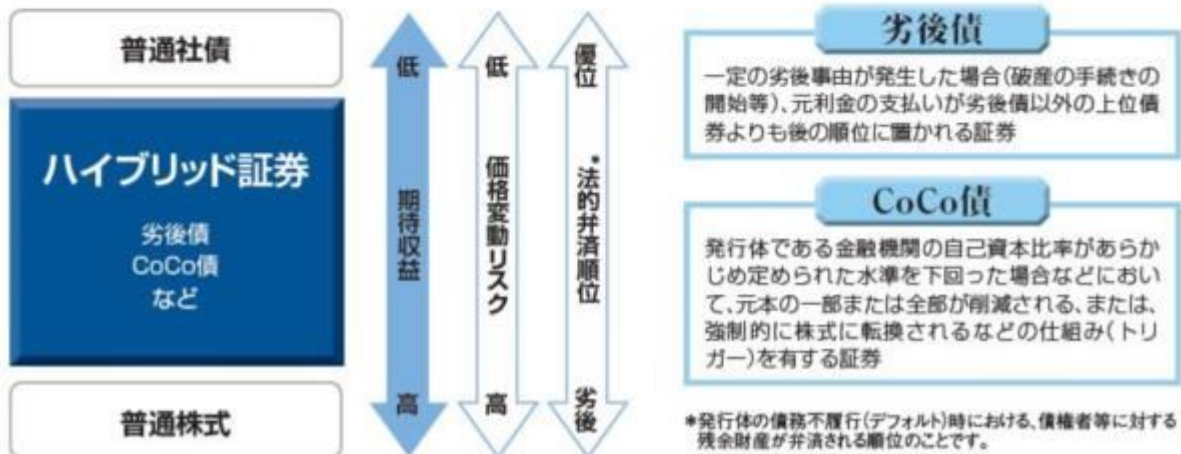 普通社債
ハイブリッド証券
劣後債
CoCo債
など
普通株式
低
期待収益
高
低
価格変動リスク
高
優位
*法的弁済順位
劣後
劣後債
一定の劣後事由が発生した場合(破産の手続きの
開始等)、元利金の支払いが劣後債以外の上位債
券よりも後の順位に置かれる証券
CoCo債
発行体である金融機関の自己資本比率があらか
じめ定められた水準を下回った場合などにおい
て、元本の一部または全部が削減される、または、
強制的に株式に転換されるなどの仕組み(トリ
ガー)を有する証券
*発行体の債務不履行(デフォルト)時における、債権者等に対する
残余財産が弁済される順位のことです。